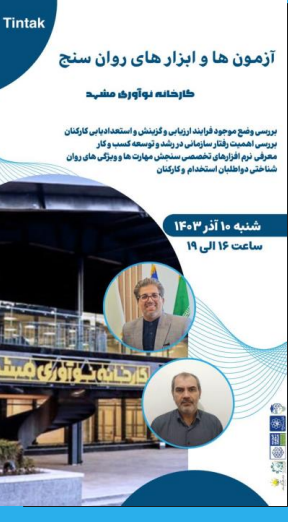 Tintak
آزمون ها و ابزار های روان سنج
کارخانه نوآوری مشهد
بررسی وضع موجود فرایند ارزیابی و گزینش و استعدادیابی کارکنان
بررسی اهمیت رفتار سازمانی در رشد و توسعه کسب و کار
معرفی نرم افزارهای تخصصی سنجش مهارت ها و ویژگی های روان
شناختی دواطلبان استخدام و کارکنان
شنبه ۱۰ آذر ۱۴۰۳
ساعت ۱۶ الی ۱۹
کارخانه نوآوری مش